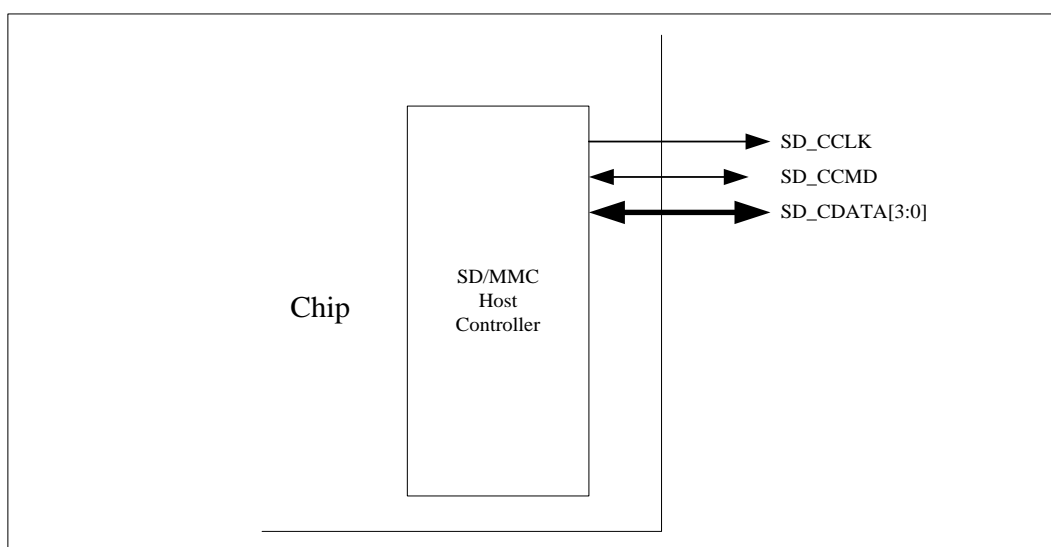 SD_CCLK
SD_CCMD
SD_CDATA[3:0]
SD/MMC
Host
Controller
Chip